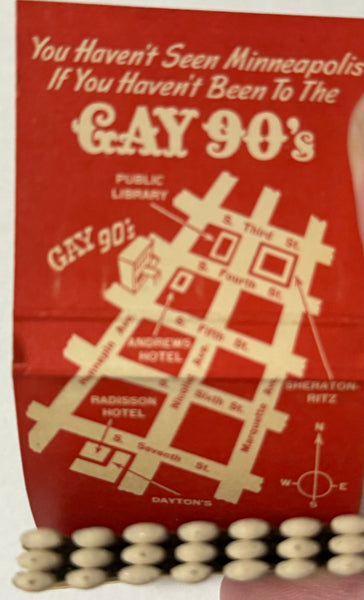 You Haven't Seen Minneapolis
If You Haven't Been To The
GAY 90's
PUBLIC
LIBRARY
S. Third St.
GAY 90's
S. Fourth St.
S. Fifth St.
ANDREWS
HOTEL
SHERATON-
RITZ
Hennepin Ave.
Nicollet Ave.
Marquette Ave.
S. Sixth St.
RADISSON
HOTEL
S. Seventh St.
DAYTON'S
N
W
E
S